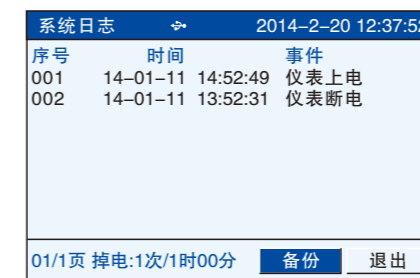 系统日志 2014-2-20 12:37:52
序号 时间 事件
001 14-01-11 14:52:49 仪表上电
002 14-01-11 13:52:31 仪表断电
01/1页 掉电:1次/1时00分 备份 退出